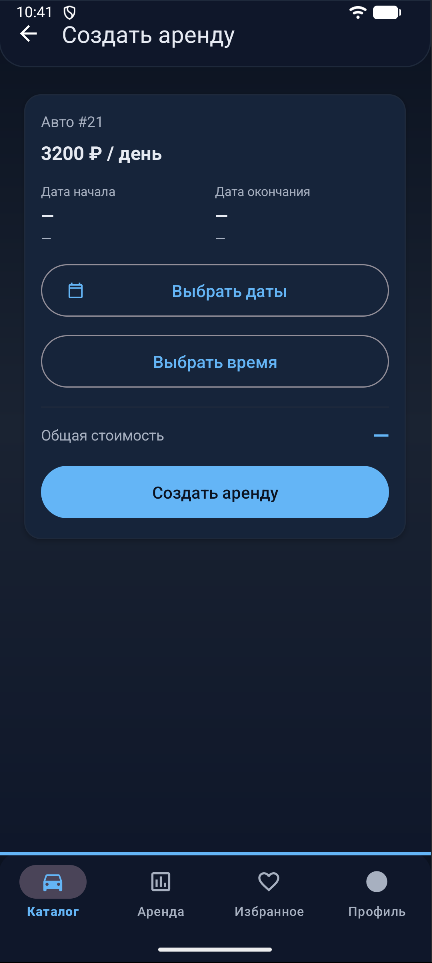 10:41
Создать аренду
Авто #21
3200 ₽ / день
Дата начала Дата окончания
— —
— —
Выбрать даты
Выбрать время
Общая стоимость —
Создать аренду
Каталог Аренда Избранное Профиль